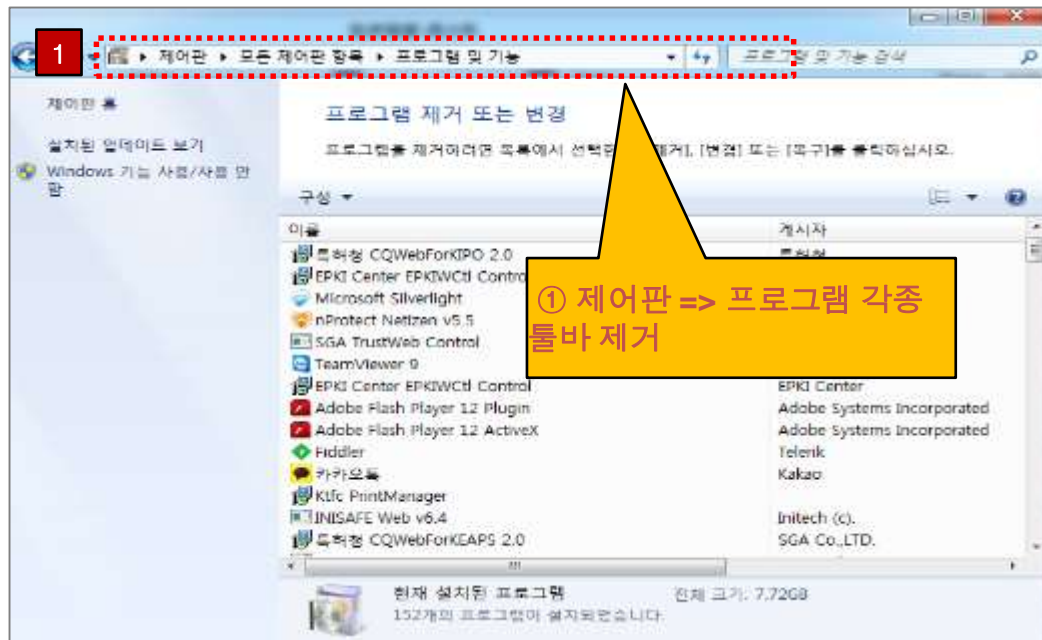 1
제어판 ▸ 모든 제어판 항목 ▸ 프로그램 및 기능
프로그램 및 기능 검색
제어판 홈
설치된 업데이트 보기
Windows 기능 사용/사용 안
함
프로그램 제거 또는 변경
프로그램을 제거하려면 목록에서 선택한 제거], [변경] 또는 [복구]를 클릭하십시오.
구성
이름 게시자
특허청 CQWebForKIPO 2.0 특허청
EPKI Center EPKIWCtl Contro
Microsoft Silverlight
nProtect Netizen v5.5
SGA TrustWeb Control
TeamViewer 9
EPKI Center EPKIWCtl Control EPKI Center
Adobe Flash Player 12 Plugin Adobe Systems Incorporated
Adobe Flash Player 12 ActiveX Adobe Systems Incorporated
Fiddler Telerik
카카오톡 Kakao
Ktfc PrintManager
INISAFE Web v6.4 Initech (c).
특허청 CQWebForKEAPS 2.0 SGA Co.,LTD.
① 제어판 => 프로그램 각종
툴바 제거
현재 설치된 프로그램 전체 크기: 7.72GB
152개의 프로그램이 설치되었습니다.